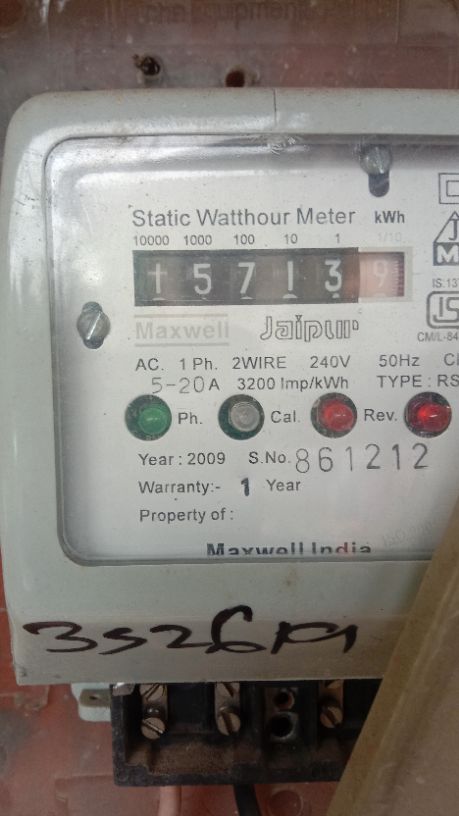 Static Watthour Meter kWh
10000 1000 100 10 1 1/10
1 5 7 1 3 9
Maxwell Jaipur
AC. 1 Ph. 2WIRE 240V 50Hz
5-20A 3200 Imp/kWh TYPE : RS
Ph. Cal. Rev.
Year : 2009 S.No. 861212
Warranty:- 1 Year
Property of :
Maxwell India